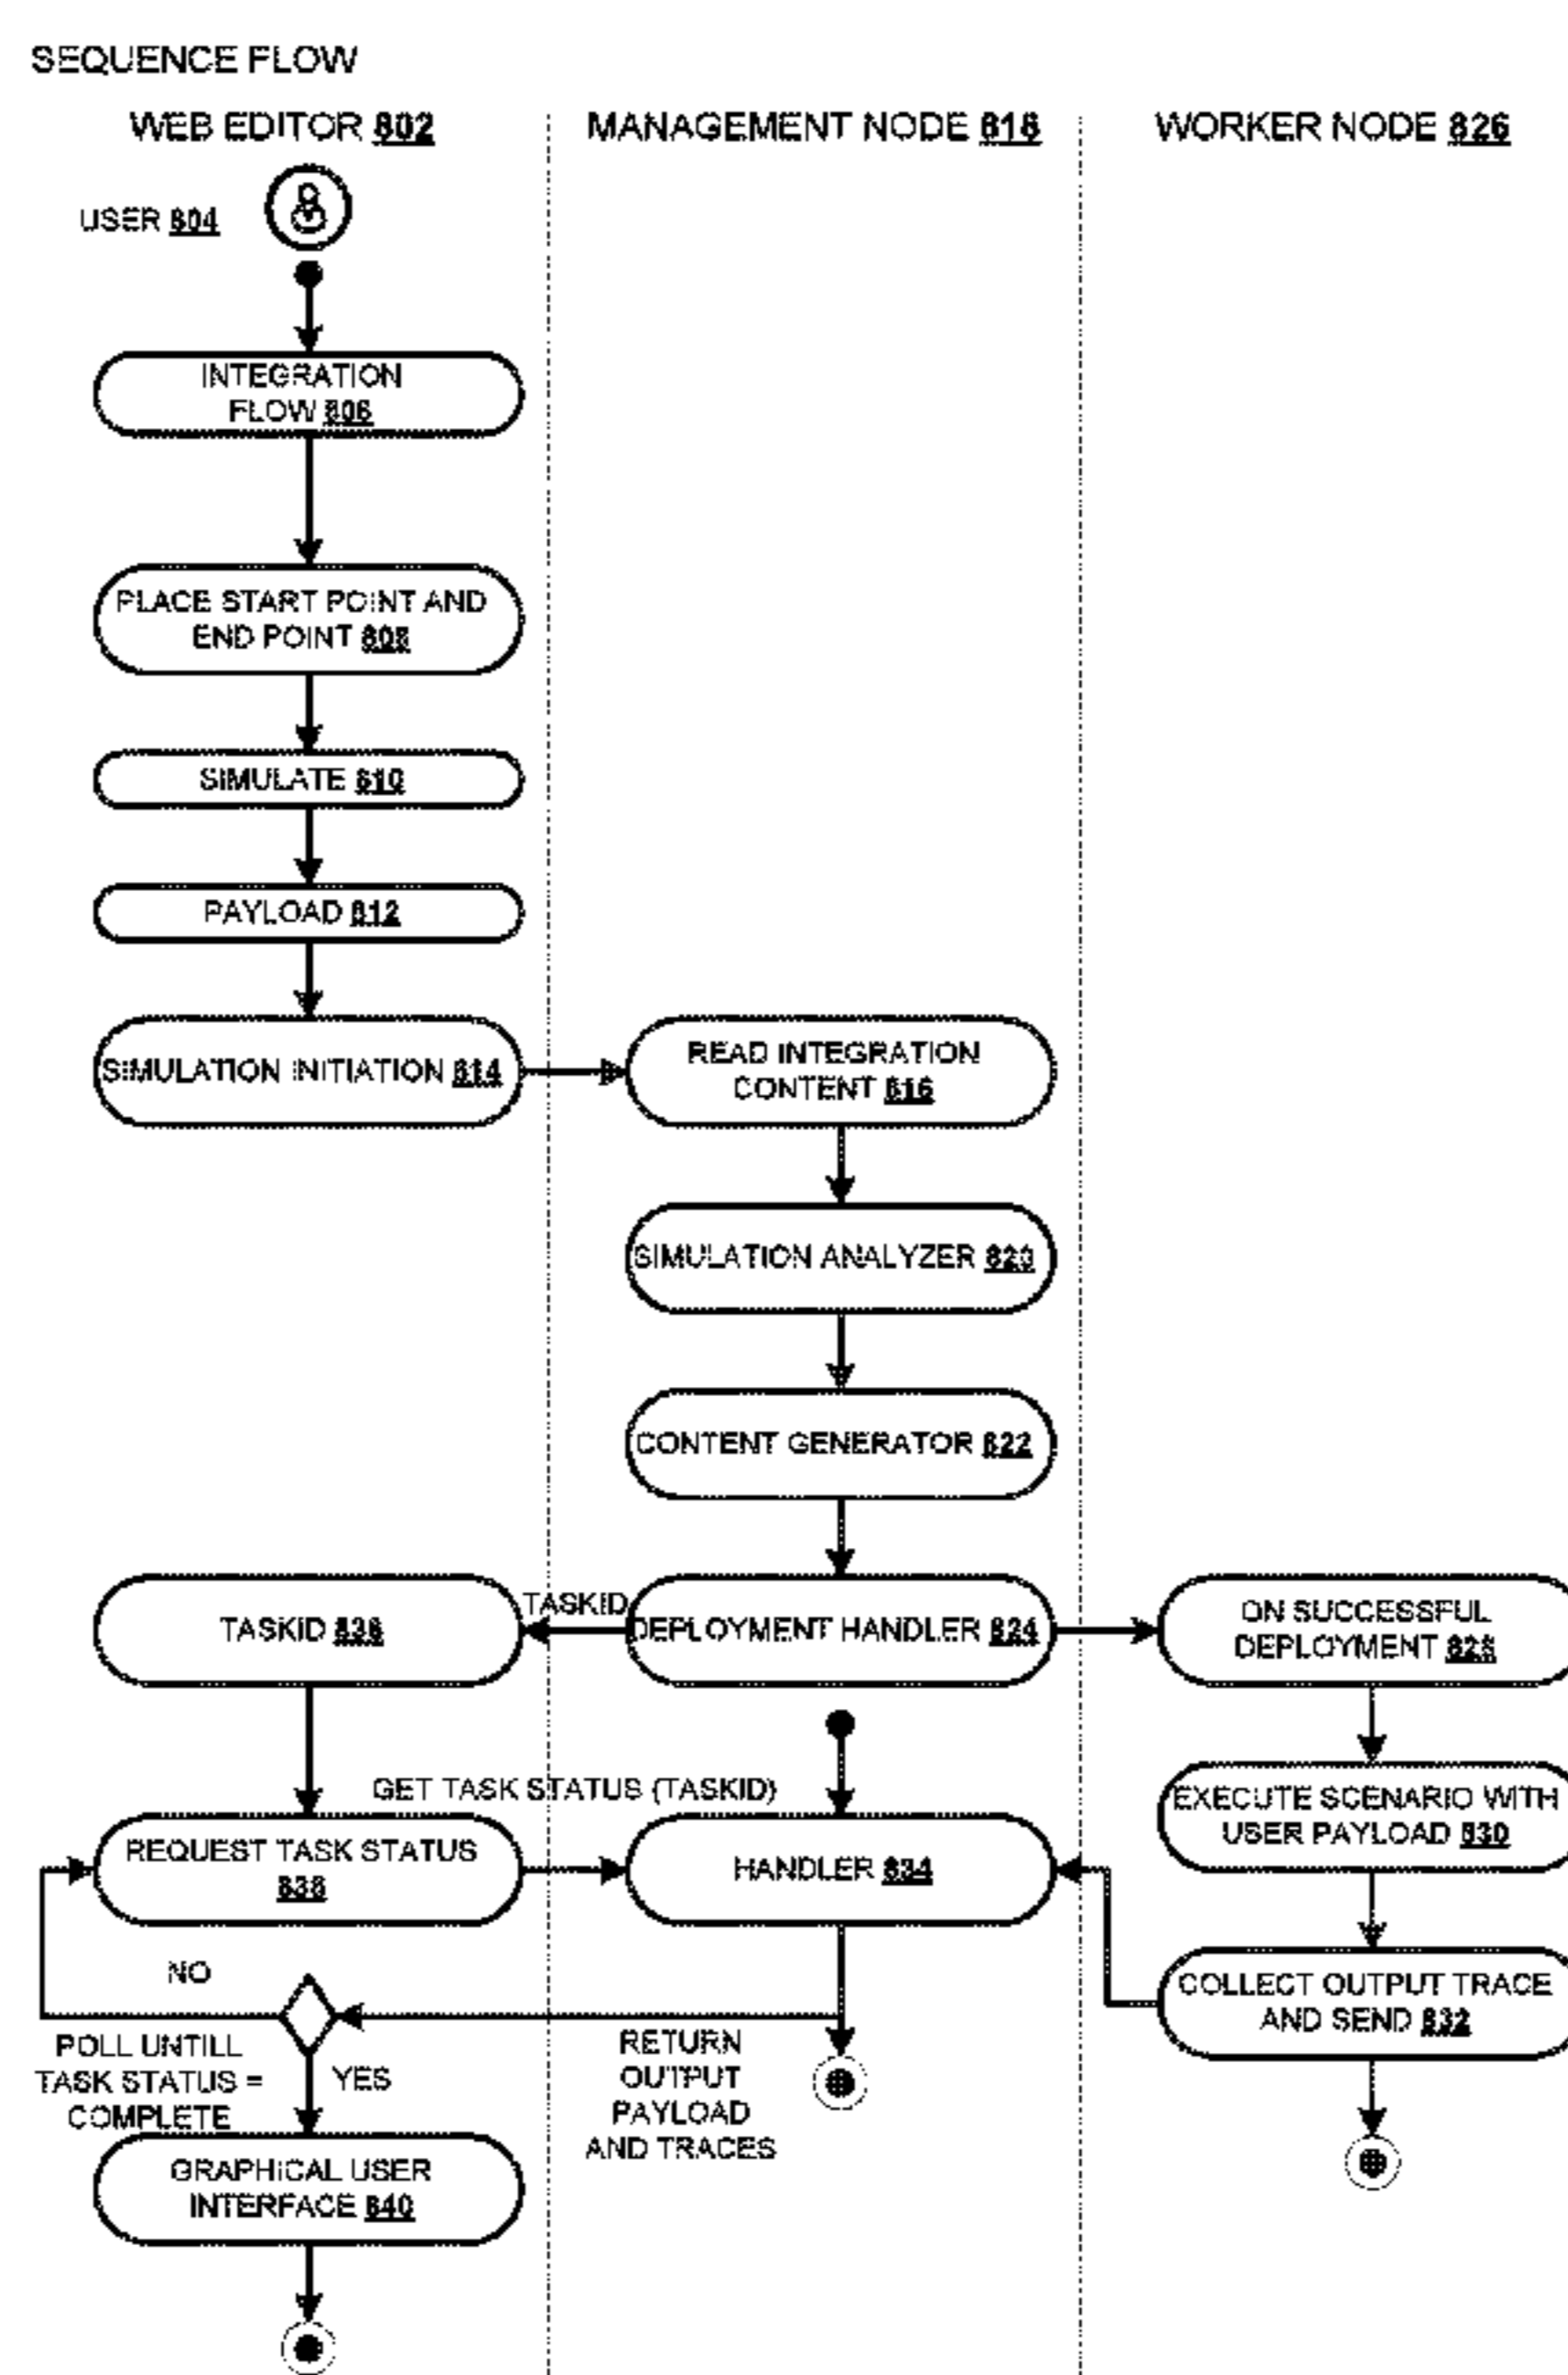 SEQUENCE FLOW
WEB EDITOR 802
MANAGEMENT NODE 818
WORKER NODE 826
USER 804
INTEGRATION
FLOW 806
PLACE START POINT AND
END POINT 808
SIMULATE 810
PAYLOAD 812
SIMULATION INITIATION 814
READ INTEGRATION
CONTENT 816
SIMULATION ANALYZER 820
CONTENT GENERATOR 822
TASKID 836
TASKID
DEPLOYMENT HANDLER 824
ON SUCCESSFUL
DEPLOYMENT 828
GET TASK STATUS (TASKID)
EXECUTE SCENARIO WITH
USER PAYLOAD 830
REQUEST TASK STATUS
838
HANDLER 834
NO
COLLECT OUTPUT TRACE
AND SEND 832
POLL UNTILL
TASK STATUS =
COMPLETE
YES
RETURN
OUTPUT
PAYLOAD
AND TRACES
GRAPHICAL USER
INTERFACE 840